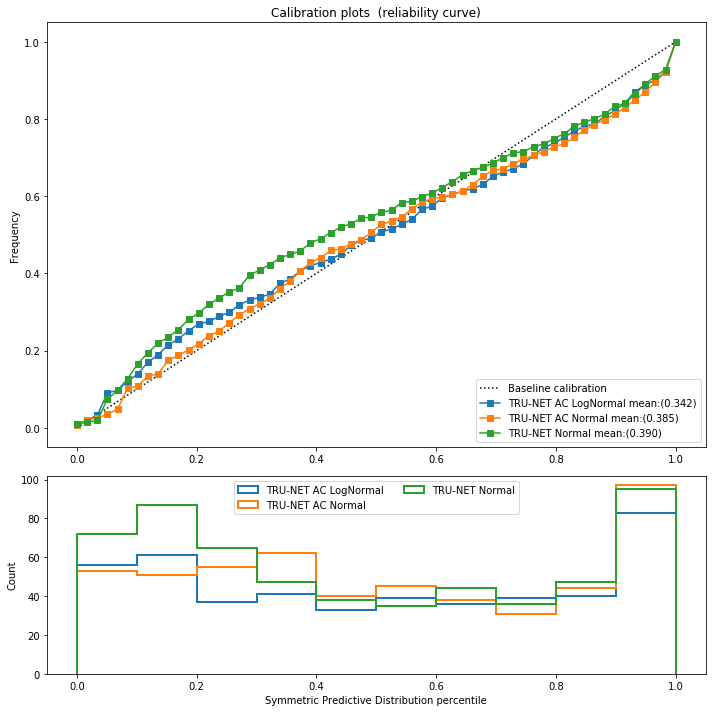 Calibration plots  (reliability curve)
1.0
0.8
0.6
0.4
0.2
0.0
Frequency
Baseline calibration
TRU-NET AC LogNormal mean:(0.342)
TRU-NET AC Normal mean:(0.385)
TRU-NET Normal mean:(0.390)
0.0 0.2 0.4 0.6 0.8 1.0
100
80
60
40
20
0
Count
TRU-NET AC LogNormal TRU-NET Normal
TRU-NET AC Normal
0.0 0.2 0.4 0.6 0.8 1.0
Symmetric Predictive Distribution percentile